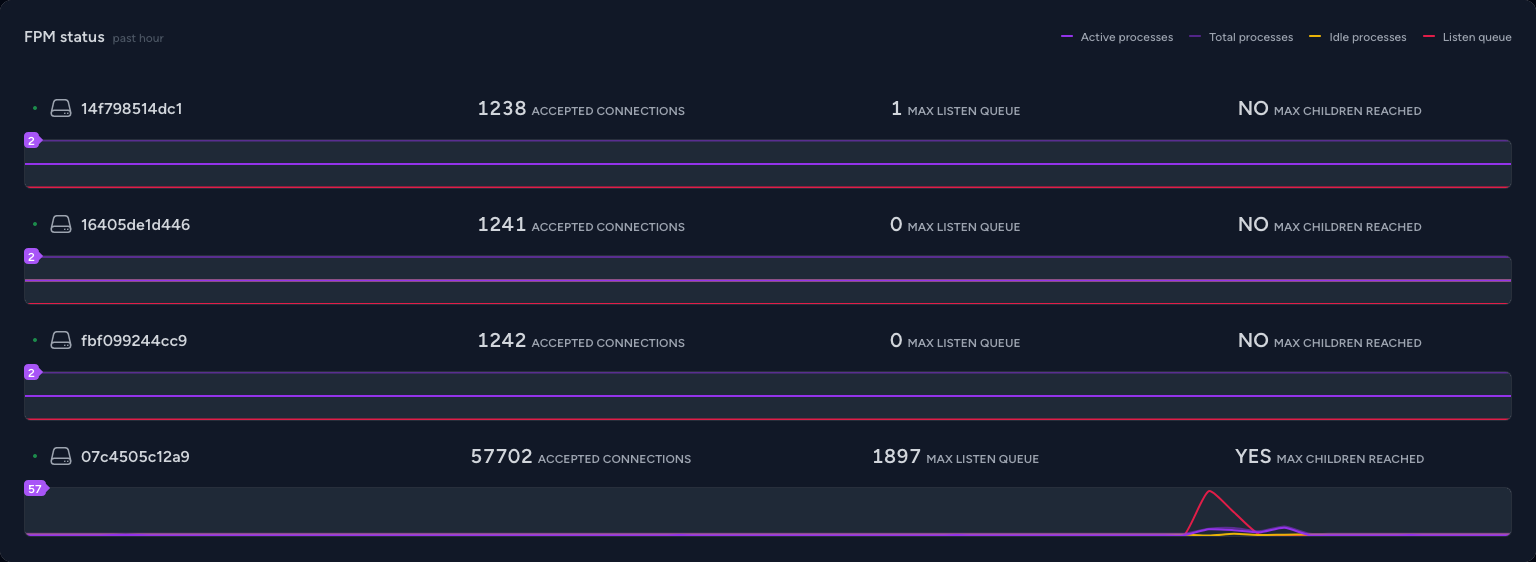 FPM status past hour
Active processes Total processes Idle processes Listen queue
14f798514dc1 1238 ACCEPTED CONNECTIONS 1 MAX LISTEN QUEUE NO MAX CHILDREN REACHED
2
16405de1d446 1241 ACCEPTED CONNECTIONS 0 MAX LISTEN QUEUE NO MAX CHILDREN REACHED
2
fbf099244cc9 1242 ACCEPTED CONNECTIONS 0 MAX LISTEN QUEUE NO MAX CHILDREN REACHED
2
07c4505c12a9 57702 ACCEPTED CONNECTIONS 1897 MAX LISTEN QUEUE YES MAX CHILDREN REACHED
57